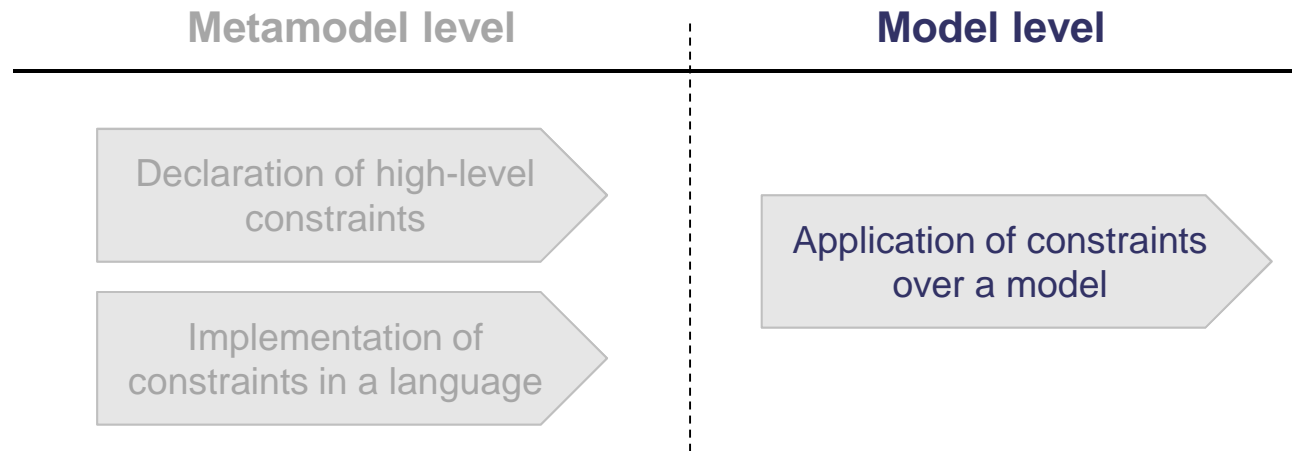 Metamodel level
Model level
Declaration of high-level
constraints
Implementation of
constraints in a language
Application of constraints
over a model